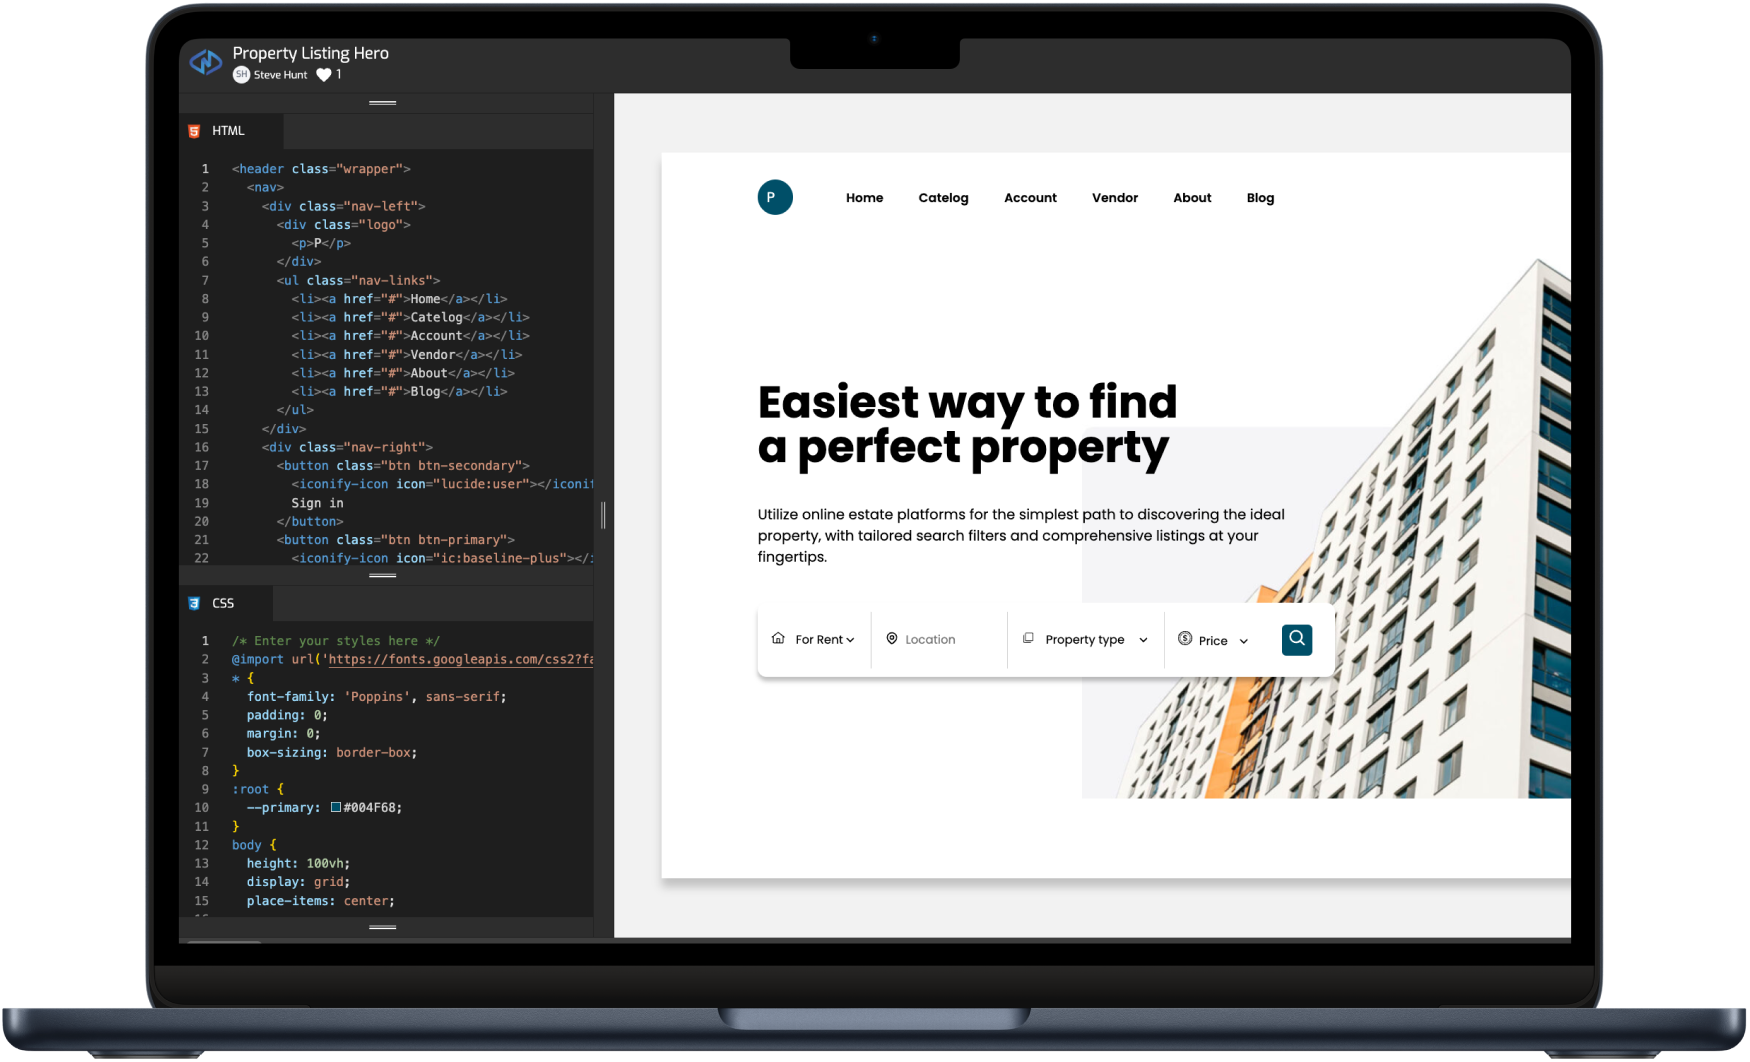 Property Listing Hero
SH Steve Hunt 1
HTML
1 <header class="wrapper">
2 <nav>
3 <div class="nav-left">
4 <div class="logo">
5 <p>P</p>
6 </div>
7 <ul class="nav-links">
8 <li><a href="#">Home</a></li>
9 <li><a href="#">Catelog</a></li>
10 <li><a href="#">Account</a></li>
11 <li><a href="#">Vendor</a></li>
12 <li><a href="#">About</a></li>
13 <li><a href="#">Blog</a></li>
14 </ul>
15 </div>
16 <div class="nav-right">
17 <button class="btn btn-secondary">
18 <iconify-icon icon="lucide:user"></iconif
19 Sign in
20 </button>
21 <button class="btn btn-primary">
22 <iconify-icon icon="ic:baseline-plus"></i
CSS
1 /* Enter your styles here */
2 @import url('https://fonts.googleapis.com/css2?fa
3 * {
4 font-family: 'Poppins', sans-serif;
5 padding: 0;
6 margin: 0;
7 box-sizing: border-box;
8 }
9 :root {
10 --primary: #004F68;
11 }
12 body {
13 height: 100vh;
14 display: grid;
15 place-items: center;
P Home Catelog Account Vendor About Blog
Easiest way to find
a perfect property
Utilize online estate platforms for the simplest path to discovering the ideal
property, with tailored search filters and comprehensive listings at your
fingertips.
For Rent Location Property type Price